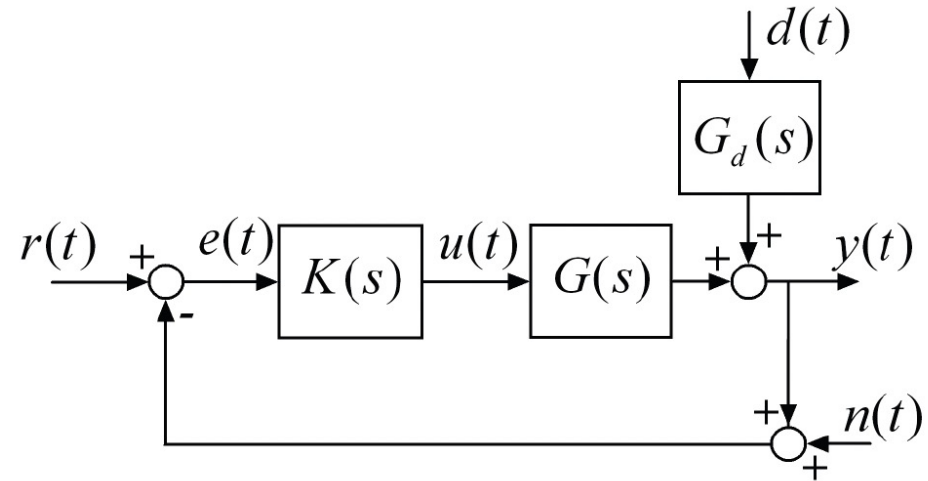 d(t)
G_d(s)
r(t) + e(t) K(s) u(t) G(s) + + y(t)
-
+ n(t)
+